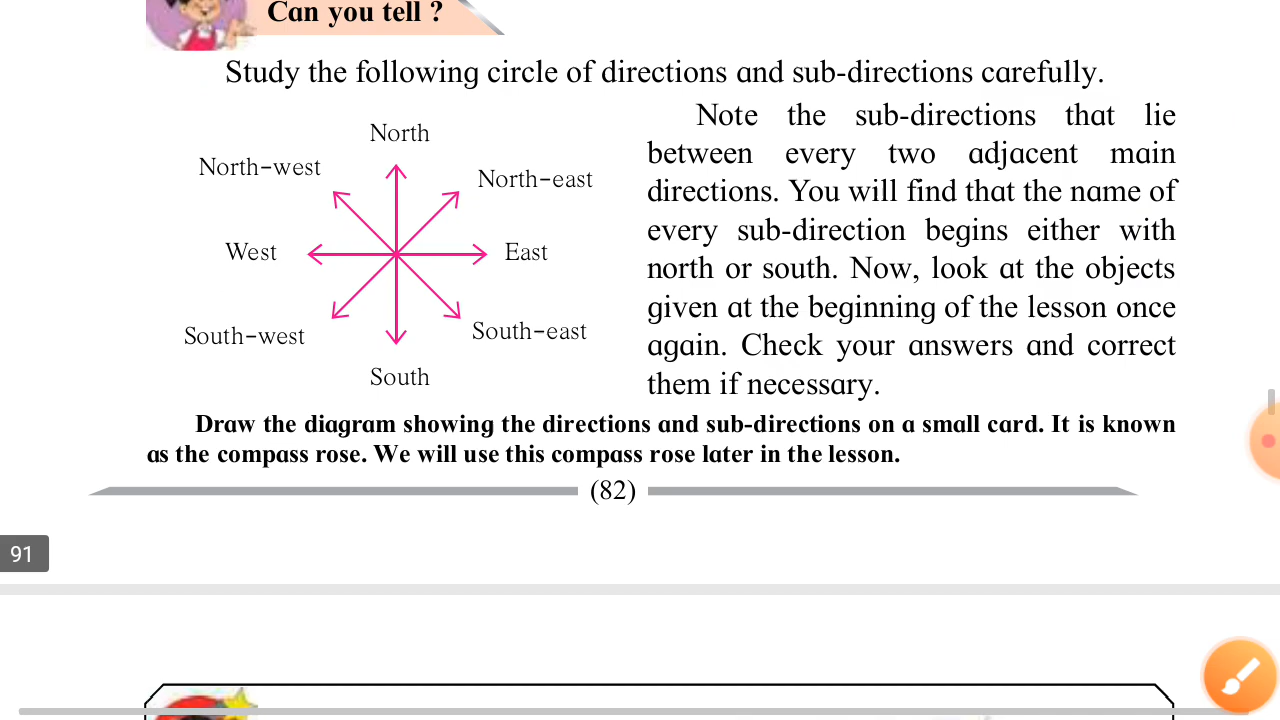 Can you tell ?
Study the following circle of directions and sub-directions carefully.
North
North-west
North-east
West
East
South-west
South-east
South
Note the sub-directions that lie
between every two adjacent main
directions. You will find that the name of
every sub-direction begins either with
north or south. Now, look at the objects
given at the beginning of the lesson once
again. Check your answers and correct
them if necessary.
Draw the diagram showing the directions and sub-directions on a small card. It is known
as the compass rose. We will use this compass rose later in the lesson.
(82)
91